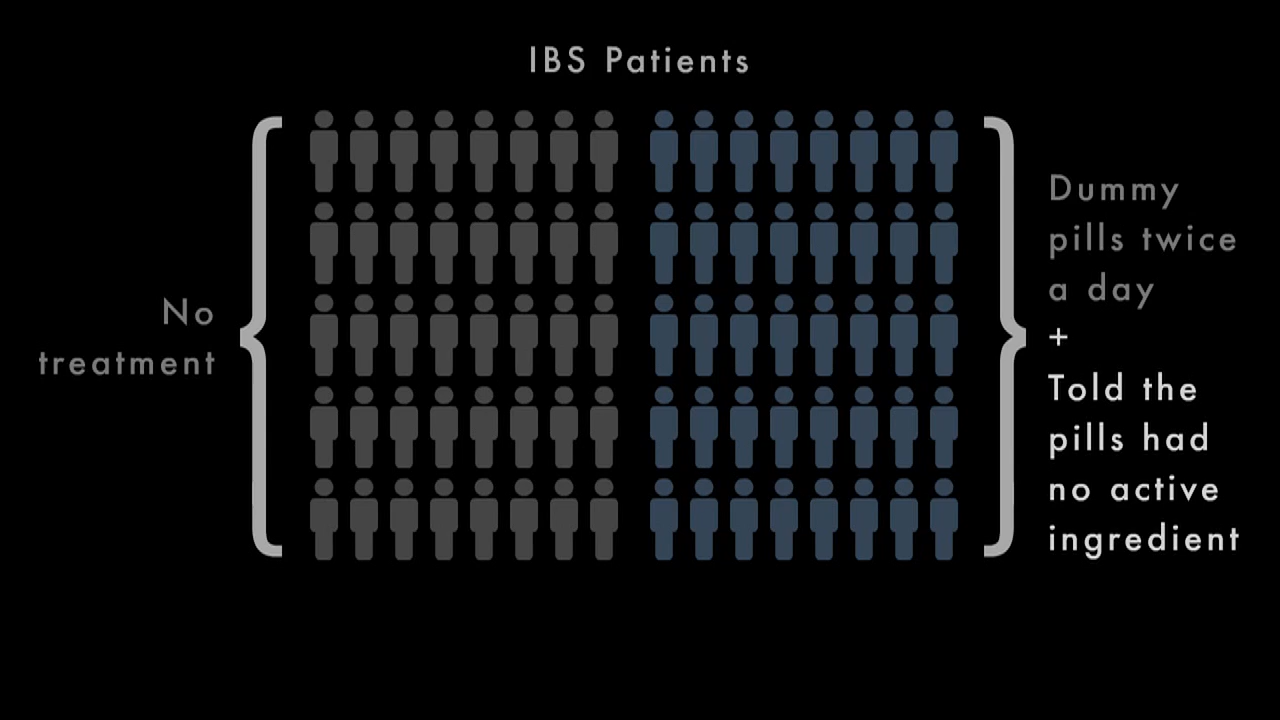 IBS Patients
No
treatment
Dummy
pills twice
a day
+
Told the
pills had
no active
ingredient